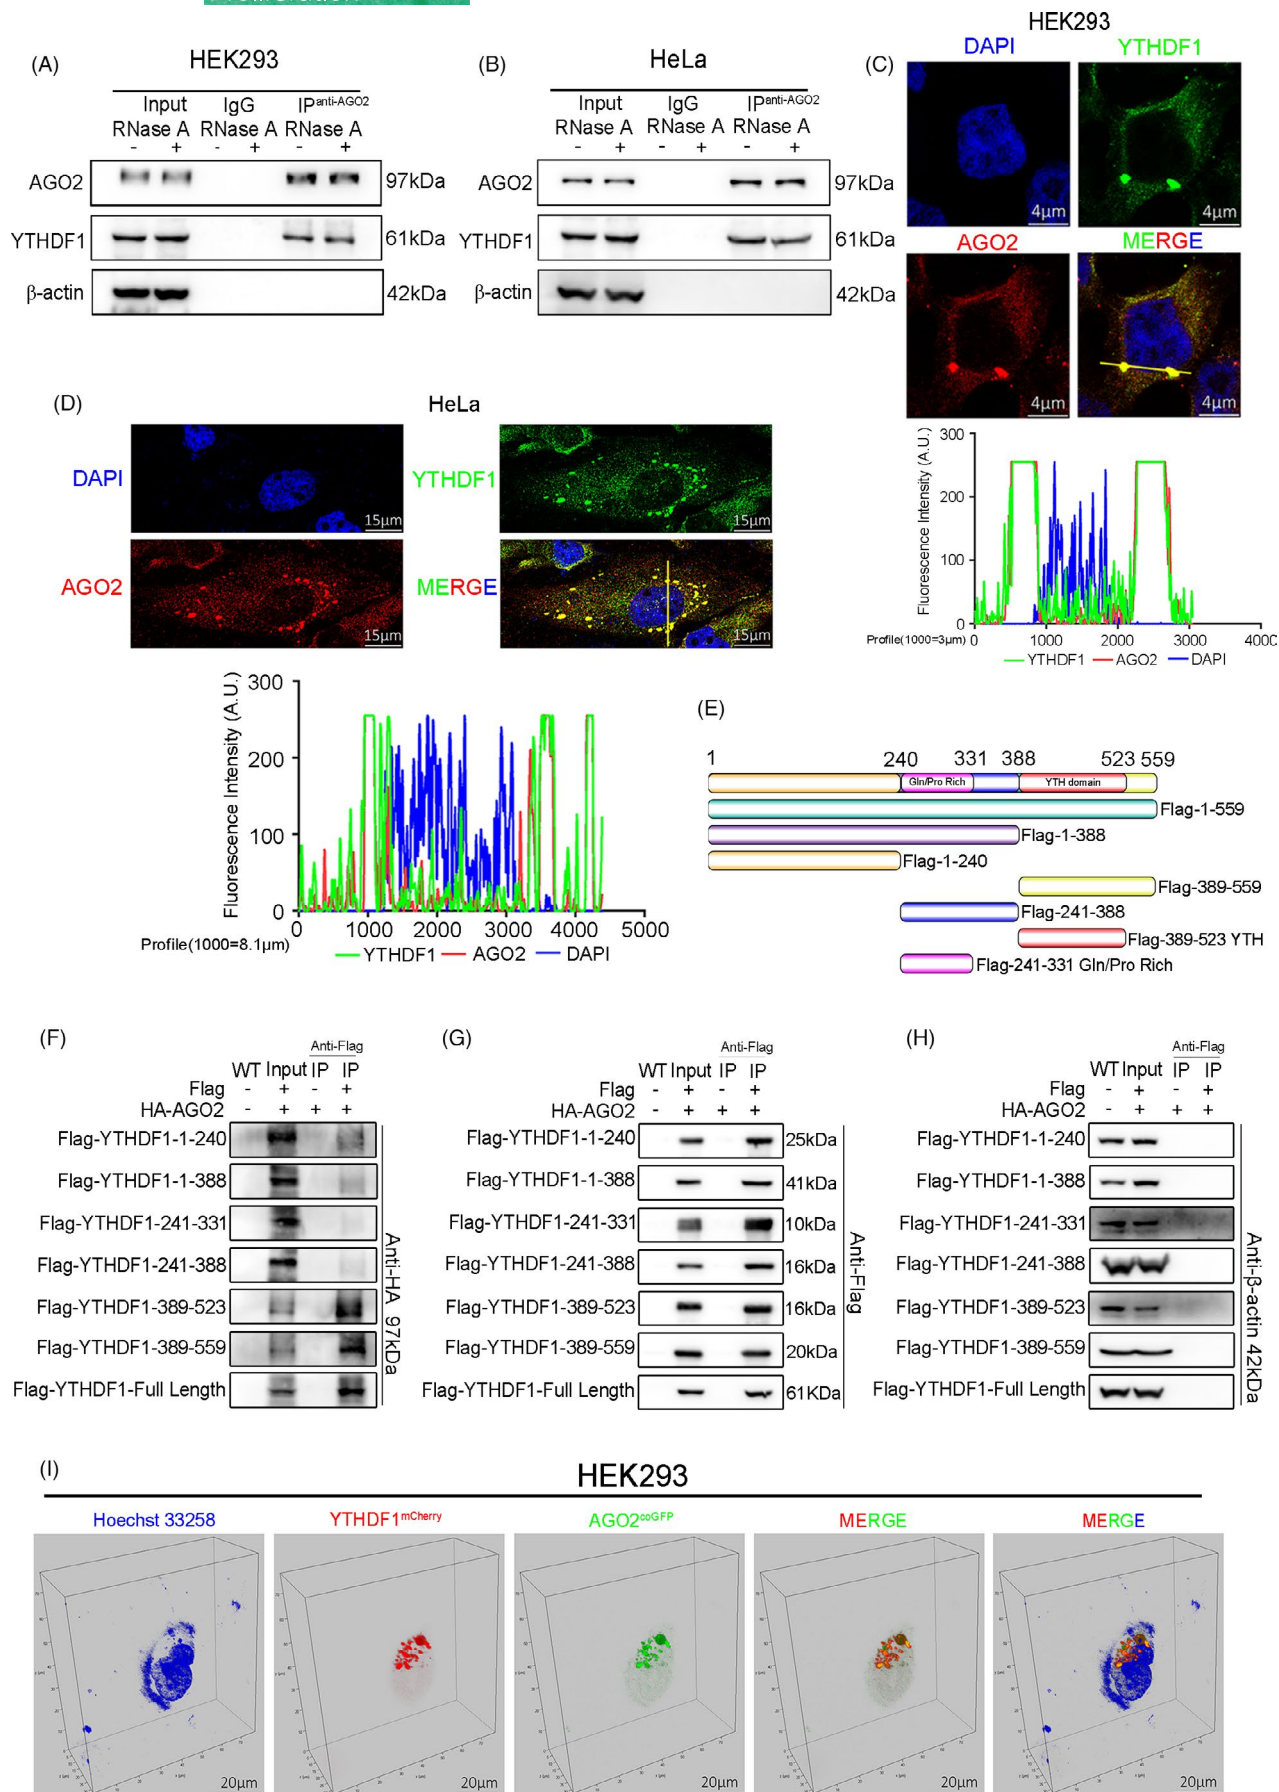 (A)
HEK293
Input IgG IPanti-AGO2
RNase A RNase A RNase A
- + - + - +
AGO2 97kDa
YTHDF1 61kDa
β-actin 42kDa
(B)
HeLa
Input IgG IPanti-AGO2
RNase A RNase A RNase A
- + - + - +
AGO2 97kDa
YTHDF1 61kDa
β-actin 42kDa
(C)
HEK293
DAPI YTHDF1
4μm 4μm
AGO2 MERGE
4μm 4μm
Fluorescence Intensity (A.U.)
300
200
100
0
0 1000 2000 3000 400
Profile(1000=3μm)
YTHDF1 AGO2 DAPI
(D)
HeLa
DAPI YTHDF1
15μm 15μm
AGO2 MERGE
15μm 15μm
Fluorescence Intensity (A.U.)
300
200
100
0
0 1000 2000 3000 4000 5000
Profile(1000=8.1μm)
YTHDF1 AGO2 DAPI
(E)
1 240 331 388 523 559
Gln/Pro Rich YTH domain
Flag-1-559
Flag-1-388
Flag-1-240
Flag-389-559
Flag-241-388
Flag-389-523 YTH
Flag-241-331 Gln/Pro Rich
(F)
Anti-Flag
WT Input IP IP
Flag - + - +
HA-AGO2 - + + +
Flag-YTHDF1-1-240
Flag-YTHDF1-1-388
Flag-YTHDF1-241-331
Flag-YTHDF1-241-388
Flag-YTHDF1-389-523
Flag-YTHDF1-389-559
Flag-YTHDF1-Full Length
Anti-HA 97kDa
(G)
Anti-Flag
WT Input IP IP
Flag - + - +
HA-AGO2 - + + +
Flag-YTHDF1-1-240 25kDa
Flag-YTHDF1-1-388 41kDa
Flag-YTHDF1-241-331 10kDa
Flag-YTHDF1-241-388 16kDa
Flag-YTHDF1-389-523 16kDa
Flag-YTHDF1-389-559 20kDa
Flag-YTHDF1-Full Length 61KDa
Anti-Flag
(H)
Anti-Flag
WT Input IP IP
Flag - + - +
HA-AGO2 - + + +
Flag-YTHDF1-1-240
Flag-YTHDF1-1-388
Flag-YTHDF1-241-331
Flag-YTHDF1-241-388
Flag-YTHDF1-389-523
Flag-YTHDF1-389-559
Flag-YTHDF1-Full Length
Anti-β-actin 42kDa
(I)
HEK293
Hoechst 33258 YTHDF1mCherry AGO2coGFP MERGE MERGE
20μm 20μm 20μm 20μm 20μm